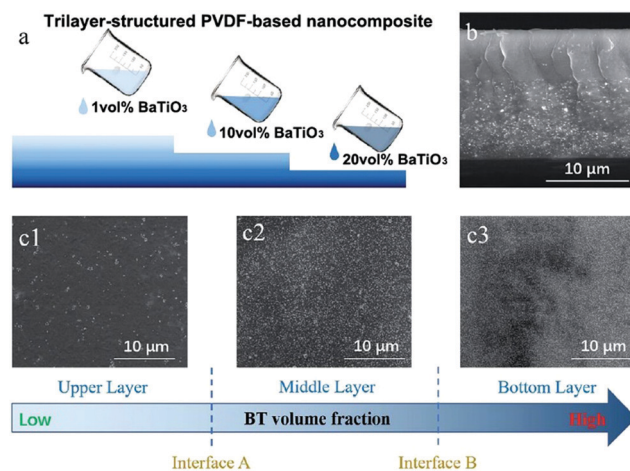 Trilayer-structured PVDF-based nanocomposite
a
1vol% BaTiO₃
10vol% BaTiO₃
20vol% BaTiO₃
b
10 μm
c1
10 μm
c2
10 μm
c3
10 μm
Upper Layer
Middle Layer
Bottom Layer
Low
BT volume fraction
High
Interface A
Interface B